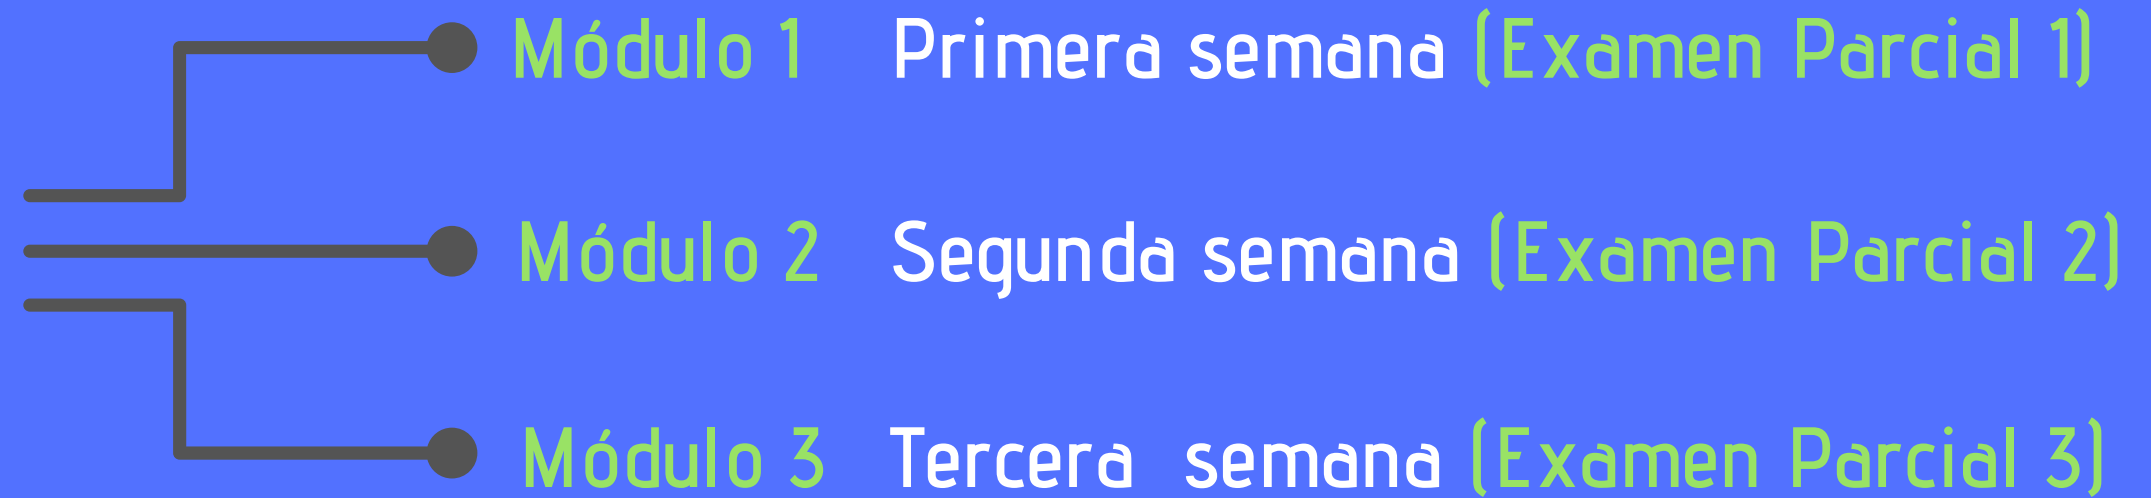 Módulo 1 Primera semana (Examen Parcial 1)
Módulo 2 Segunda semana (Examen Parcial 2)
Módulo 3 Tercera semana (Examen Parcial 3)